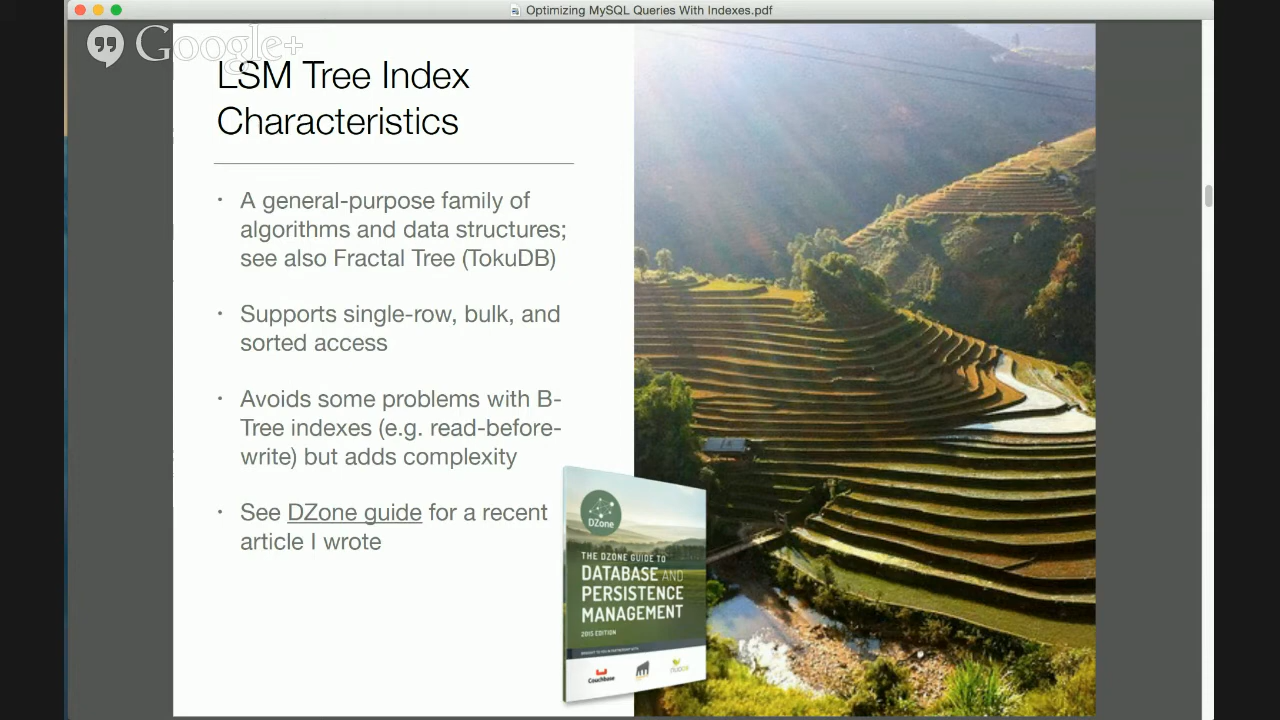 Optimizing MySQL Queries With Indexes.pdf
Google+
LSM Tree Index
Characteristics
· A general-purpose family of
algorithms and data structures;
see also Fractal Tree (TokuDB)
· Supports single-row, bulk, and
sorted access
· Avoids some problems with B-
Tree indexes (e.g. read-before-
write) but adds complexity
· See DZone guide for a recent
article I wrote
DZone
THE DZONE GUIDE TO
DATABASE AND
PERSISTENCE
MANAGEMENT
2015 EDITION
Couchbase